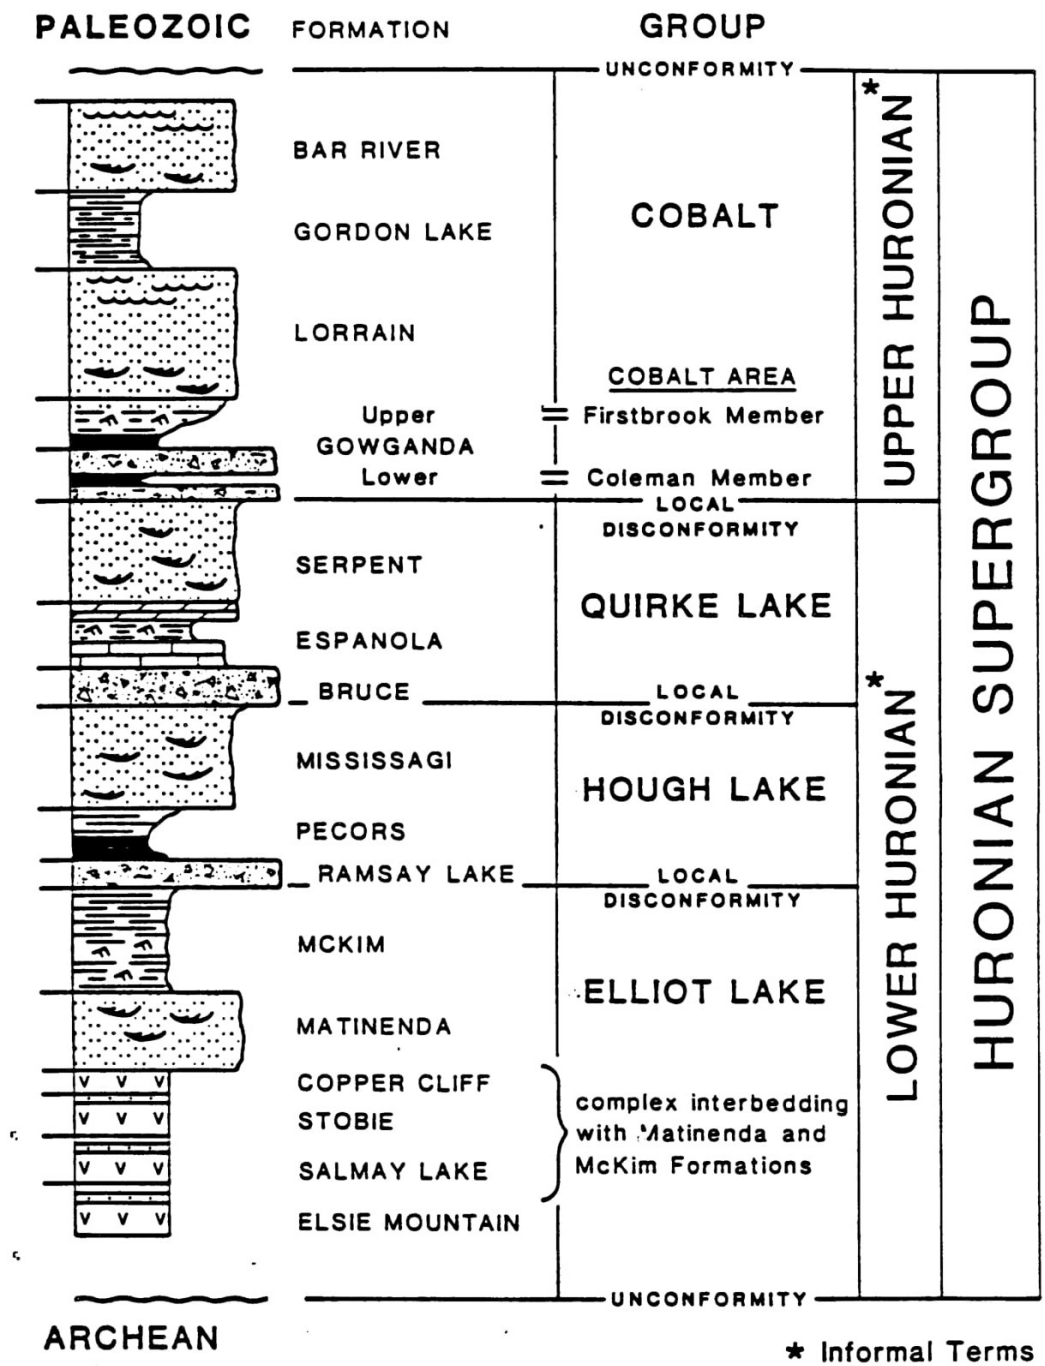 PALEOZOIC FORMATION GROUP
UNCONFORMITY
BAR RIVER
GORDON LAKE
COBALT
LORRAIN
COBALT AREA
Upper = Firstbrook Member
GOWGANDA
Lower = Coleman Member
LOCAL
DISCONFORMITY
SERPENT
QUIRKE LAKE
ESPANOLA
BRUCE
LOCAL
DISCONFORMITY
MISSISSAGI
HOUGH LAKE
PECORS
RAMSAY LAKE
LOCAL
DISCONFORMITY
MCKIM
ELLIOT LAKE
MATINENDA
COPPER CLIFF
STOBIE
SALMAY LAKE
ELSIE MOUNTAIN
complex interbedding
with Matinenda and
McKim Formations
UNCONFORMITY
* UPPER HURONIAN
* LOWER HURONIAN
HURONIAN SUPERGROUP
ARCHEAN
* Informal Terms